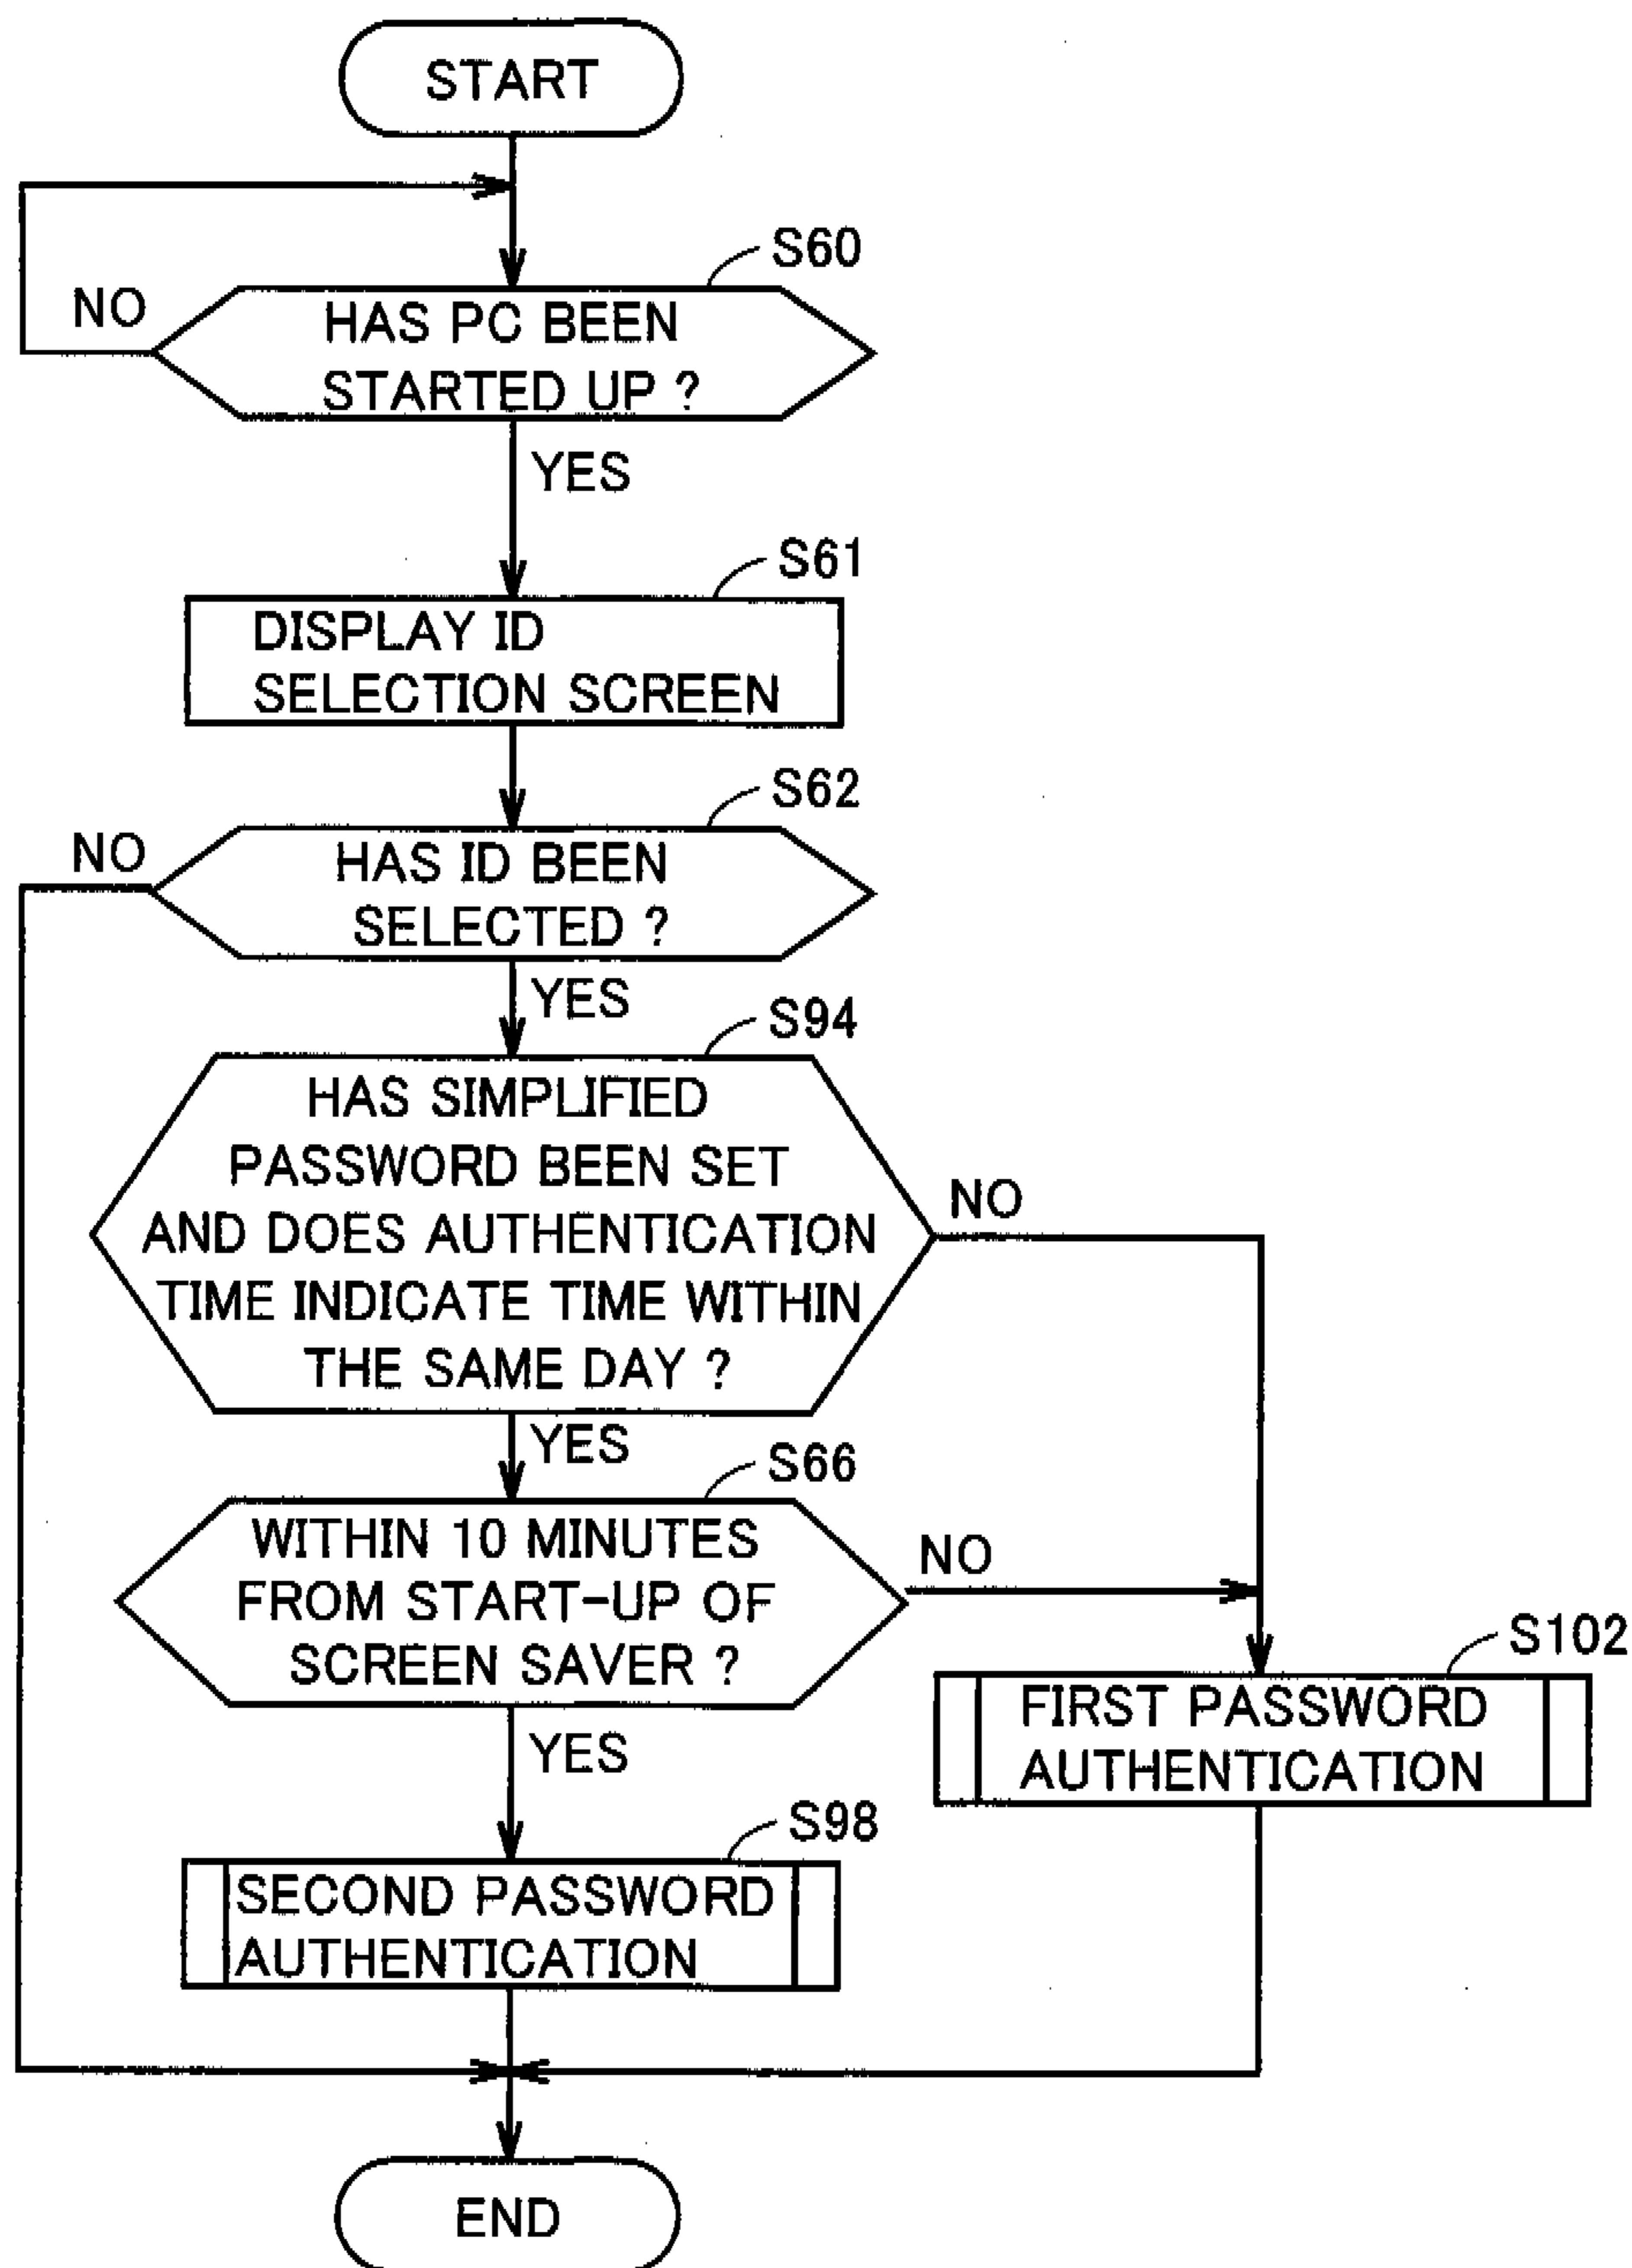 START
S60
NO
HAS PC BEEN
STARTED UP ?
YES
S61
DISPLAY ID
SELECTION SCREEN
S62
NO
HAS ID BEEN
SELECTED ?
YES
S94
HAS SIMPLIFIED
PASSWORD BEEN SET
AND DOES AUTHENTICATION
TIME INDICATE TIME WITHIN
THE SAME DAY ?
NO
YES
S66
WITHIN 10 MINUTES
FROM START-UP OF
SCREEN SAVER ?
NO
YES
S102
FIRST PASSWORD
AUTHENTICATION
S98
SECOND PASSWORD
AUTHENTICATION
END